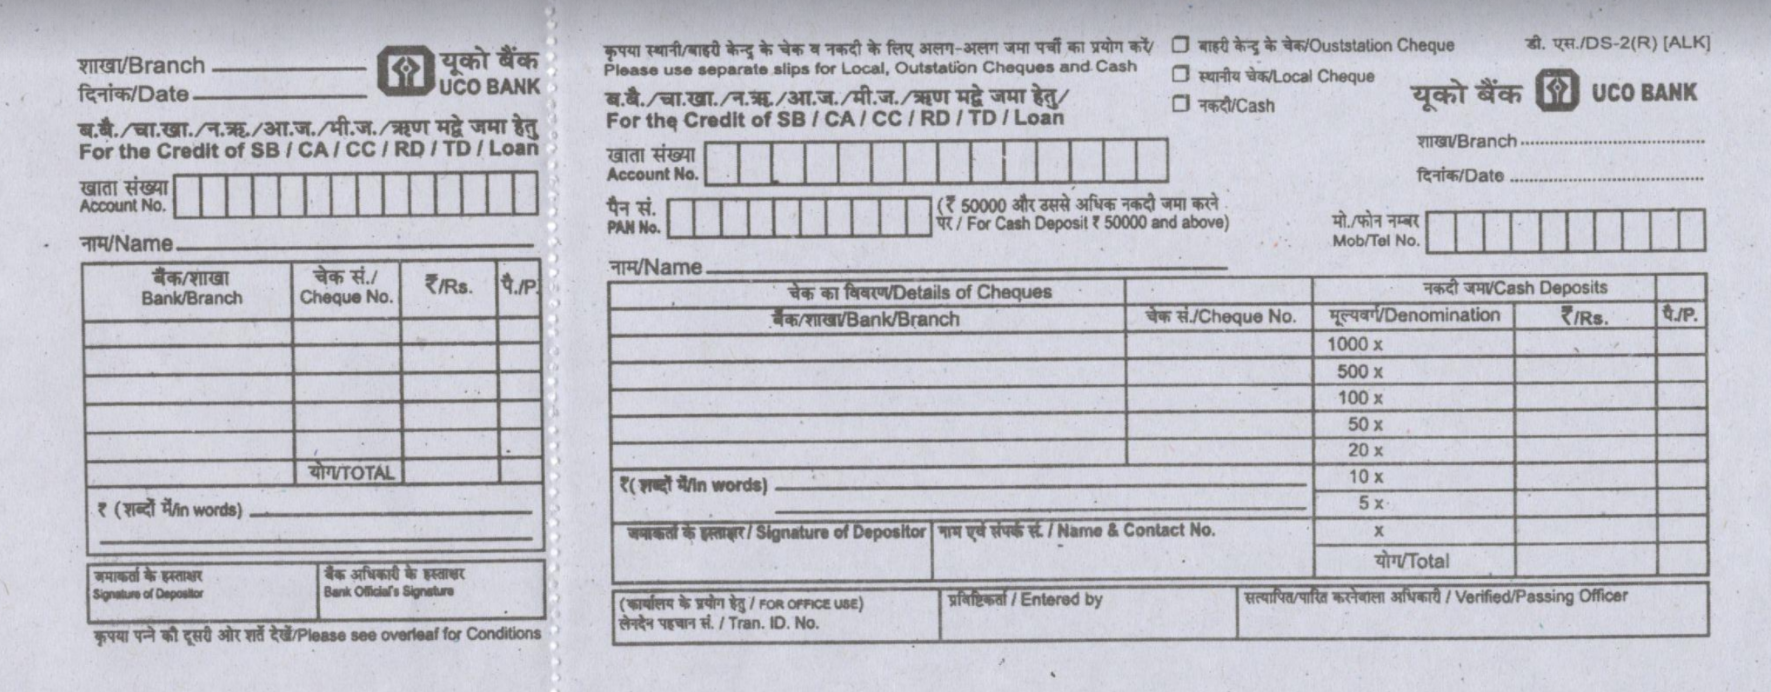 शाखा/Branch
दिनांक/Date
यूको बैंक
UCO BANK
ब.बै./चा.खा./न.ऋ./आ.ज./मी.ज./ऋण मद्दे जमा हेतु
For the Credit of SB / CA / CC / RD / TD / Loan
खाता संख्या
Account No.
नाम/Name
बैंक/शाखा चेक सं./ ₹/Rs. पै./P.
Bank/Branch Cheque No.
योग/TOTAL
₹ (शब्दों में/in words)
जमाकर्ता के हस्ताक्षर बैंक अधिकारी के हस्ताक्षर
Signature of Depositor Bank Official's Signature
कृपया पन्ने की दूसरी ओर शर्तें देखें/Please see overleaf for Conditions
कृपया स्थानी/बाहरी केन्द्र के चेक व नकदी के लिए अलग-अलग जमा पर्ची का प्रयोग करें/
Please use separate slips for Local, Outstation Cheques and Cash
ब.बै./चा.खा./न.ऋ./आ.ज./मी.ज./ऋण मद्दे जमा हेतु/
For the Credit of SB / CA / CC / RD / TD / Loan
बाहरी केन्द्र के चेक/Ouststation Cheque
स्थानीय चेक/Local Cheque
नकदी/Cash
डी. एस./DS-2(R) [ALK]
यूको बैंक UCO BANK
शाखा/Branch
दिनांक/Date
खाता संख्या
Account No.
पैन सं.
PAN No.
(₹ 50000 और उससे अधिक नकदी जमा करने
पर / For Cash Deposit ₹ 50000 and above)
मो./फोन नम्बर
Mob/Tel No.
नाम/Name
चेक का विवरण/Details of Cheques नकदी जमा/Cash Deposits
बैंक/शाखा/Bank/Branch चेक सं./Cheque No. मूल्यवर्ग/Denomination ₹/Rs. पै./P.
1000 x
500 x
100 x
50 x
20 x
10 x
5 x
x
योग/Total
₹( शब्दों में/in words)
जमाकर्ता के हस्ताक्षर / Signature of Depositor नाम एवं संपर्क सं. / Name & Contact No.
(कार्यालय के प्रयोग हेतु / FOR OFFICE USE) प्रविष्टिकर्ता / Entered by सत्यापित/पारित करनेवाला अधिकारी / Verified/Passing Officer
लेनदेन पहचान सं. / Tran. ID. No.